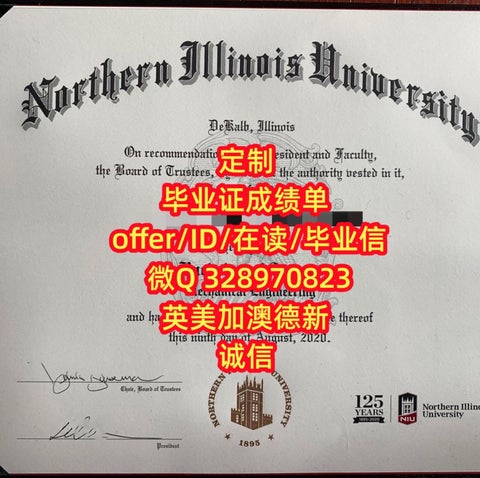 Northern Illinois University
DeKalb, Illinois
On recommendati esident and Faculty,
定制
the Board of Trustees, the authority vested in it,
毕业证成绩单
offer/ID/在读/毕业信
微Q 328970823
Mechanical Engineering
英美加澳德新
and ha thereof
this ninth day of August, 2020.
诚信
Chair, Board of Trustees
President
NORTHERN UNIVERSITY
1895
125
YEARS
NIU
Northern Illino
University